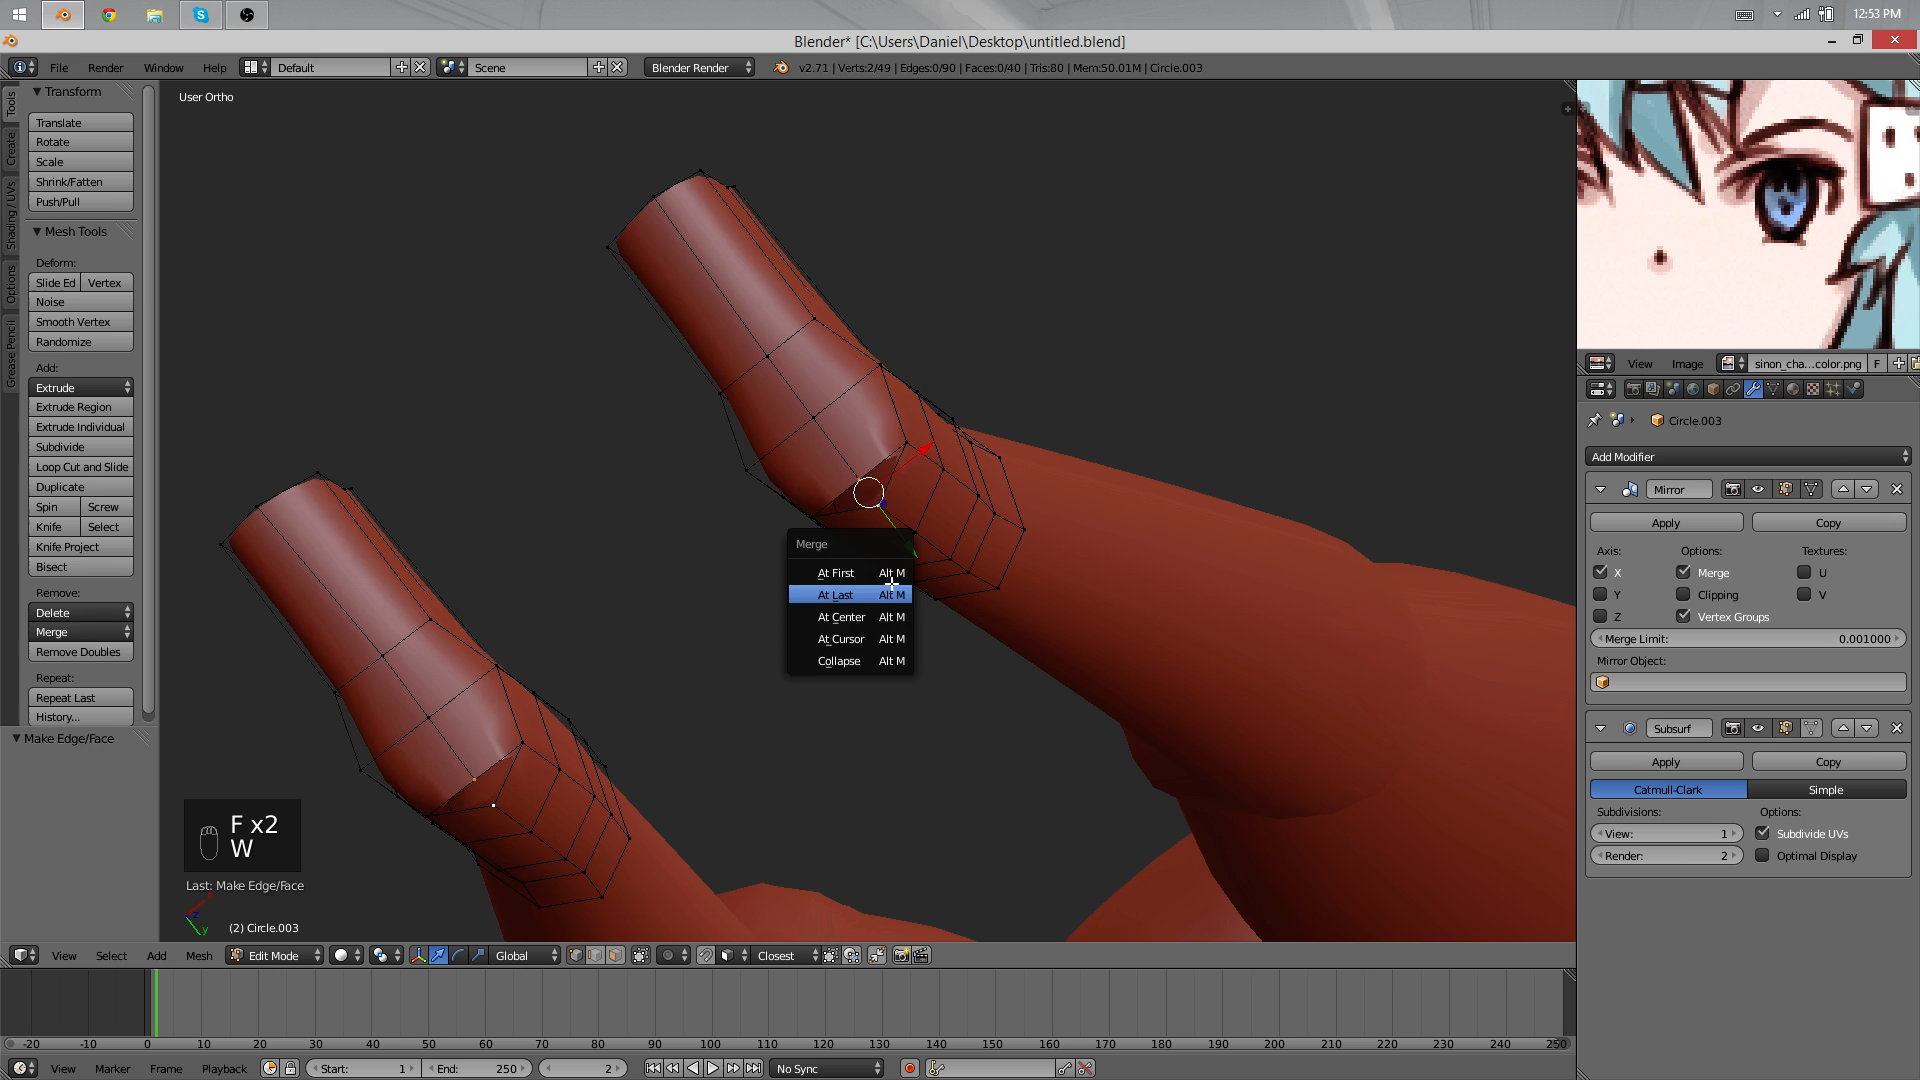 12:53 PM
Blender* [C:\Users\Daniel\Desktop\untitled.blend]
File Render Window Help Default Scene Blender Render v2.71 | Verts:2/49 | Edges:0/90 | Faces:0/40 | Tris:80 | Mem:50.01M | Circle.003
Tools
Create
Shading / UVs
Options
Grease Pencil
Transform
Translate
Rotate
Scale
Shrink/Fatten
Push/Pull
Mesh Tools
Deform:
Slide Ed Vertex
Noise
Smooth Vertex
Randomize
Add:
Extrude
Extrude Region
Extrude Individual
Subdivide
Loop Cut and Slide
Duplicate
Spin Screw
Knife Select
Knife Project
Bisect
Remove:
Delete
Merge
Remove Doubles
Repeat:
Repeat Last
History...
Make Edge/Face
User Ortho
Merge
At First Alt M
At Last Alt M
At Center Alt M
At Cursor Alt M
Collapse Alt M
F x2
W
Last: Make Edge/Face
z
y
(2) Circle.003
View Select Add Mesh Edit Mode Global Closest
-20 -10 0 10 20 30 40 50 60 70 80 90 100 110 120 130 140 150 160 170 180 190 200 210 220 230 240 250
View Marker Frame Playback Start: 1 End: 250 2 No Sync
View Image sinon_cha...color.png F
Circle.003
Add Modifier
Mirror
Apply Copy
Axis: Options: Textures:
X Merge U
Y Clipping V
Z Vertex Groups
Merge Limit: 0.001000
Mirror Object:
Subsurf
Apply Copy
Catmull-Clark Simple
Subdivisions: Options:
View: 1 Subdivide UVs
Render: 2 Optimal Display